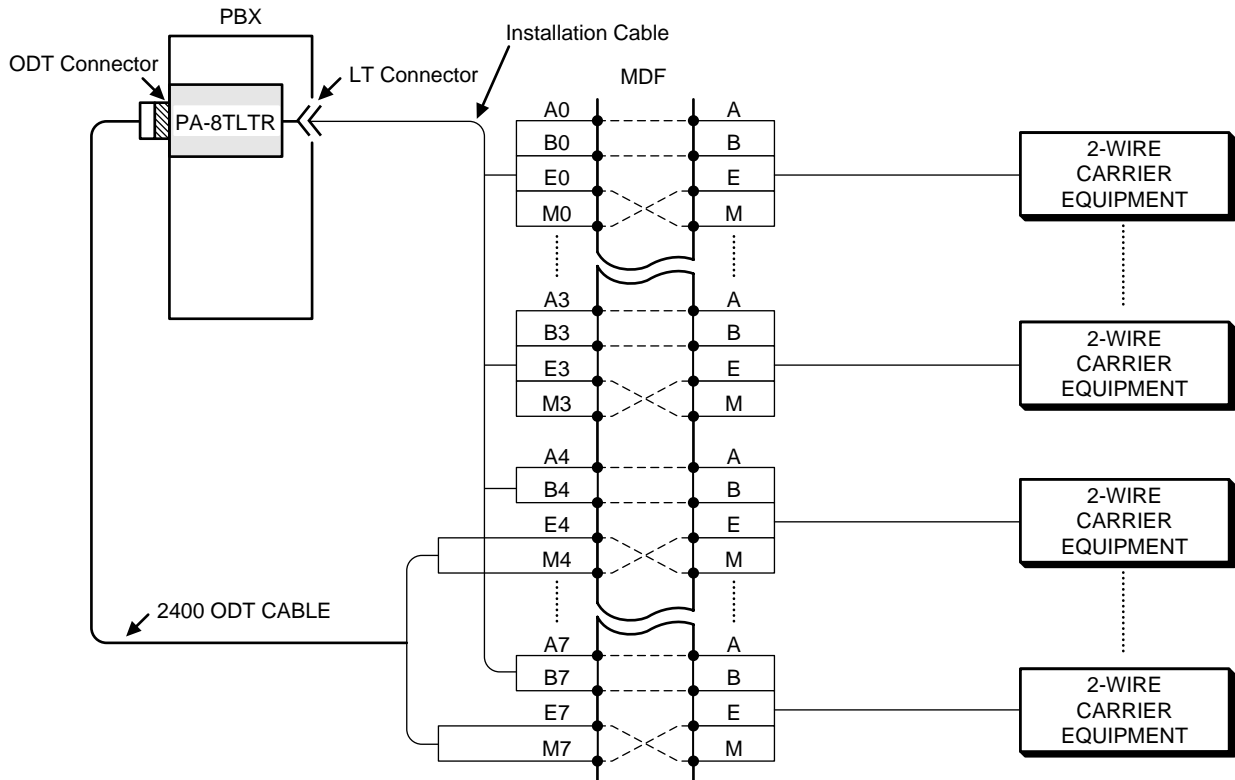 PBX
Installation Cable
ODT Connector
LT Connector
MDF
PA-8TLTR
A0 A
B0 B
E0 E
M0 M
2-WIRE
CARRIER
EQUIPMENT
A3 A
B3 B
E3 E
M3 M
2-WIRE
CARRIER
EQUIPMENT
A4 A
B4 B
E4 E
M4 M
2-WIRE
CARRIER
EQUIPMENT
2400 ODT CABLE
A7 A
B7 B
E7 E
M7 M
2-WIRE
CARRIER
EQUIPMENT